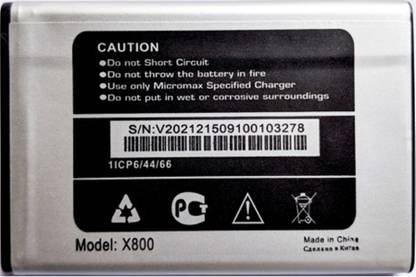 CAUTION
●Do not Short Circuit
●Do not throw the battery in fire
●Use only Micromax Specified Charger
●Do not put in wet or corrosive surroundings
S/N:V202121509100103278
1ICP6/44/66
PCT
Model: X800
Made in China
Сделано в Китае